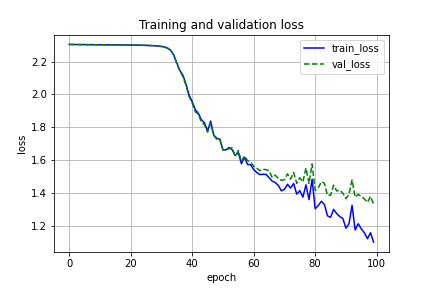 Training and validation loss
train_loss
val_loss
loss
2.2
2.0
1.8
1.6
1.4
1.2
0 20 40 60 80 100
epoch